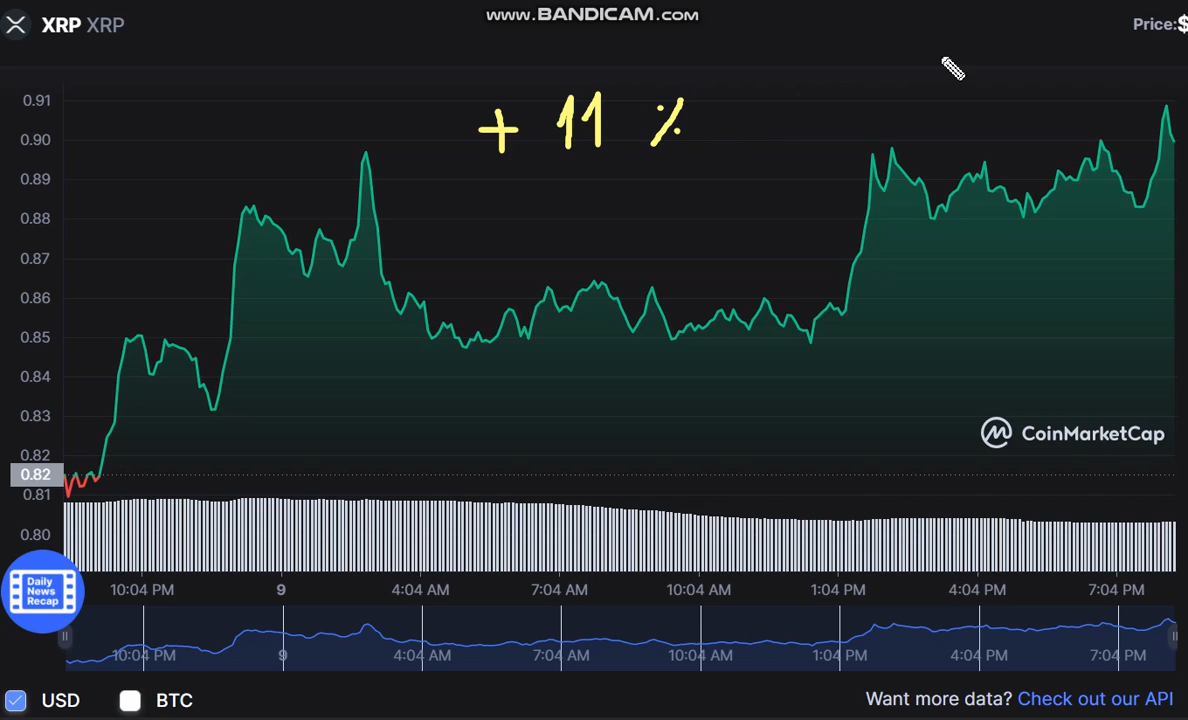 www.BANDICAM.com
XRP XRP
Price:$
+ 11 %
0.91
0.90
0.89
0.88
0.87
0.86
0.85
0.84
0.83
0.82
0.82
0.81
0.80
CoinMarketCap
Daily
News
Recap
10:04 PM 9 4:04 AM 7:04 AM 10:04 AM 1:04 PM 4:04 PM 7:04 PM
10:04 PM 9 4:04 AM 7:04 AM 10:04 AM 1:04 PM 4:04 PM 7:04 PM
USD BTC
Want more data? Check out our API